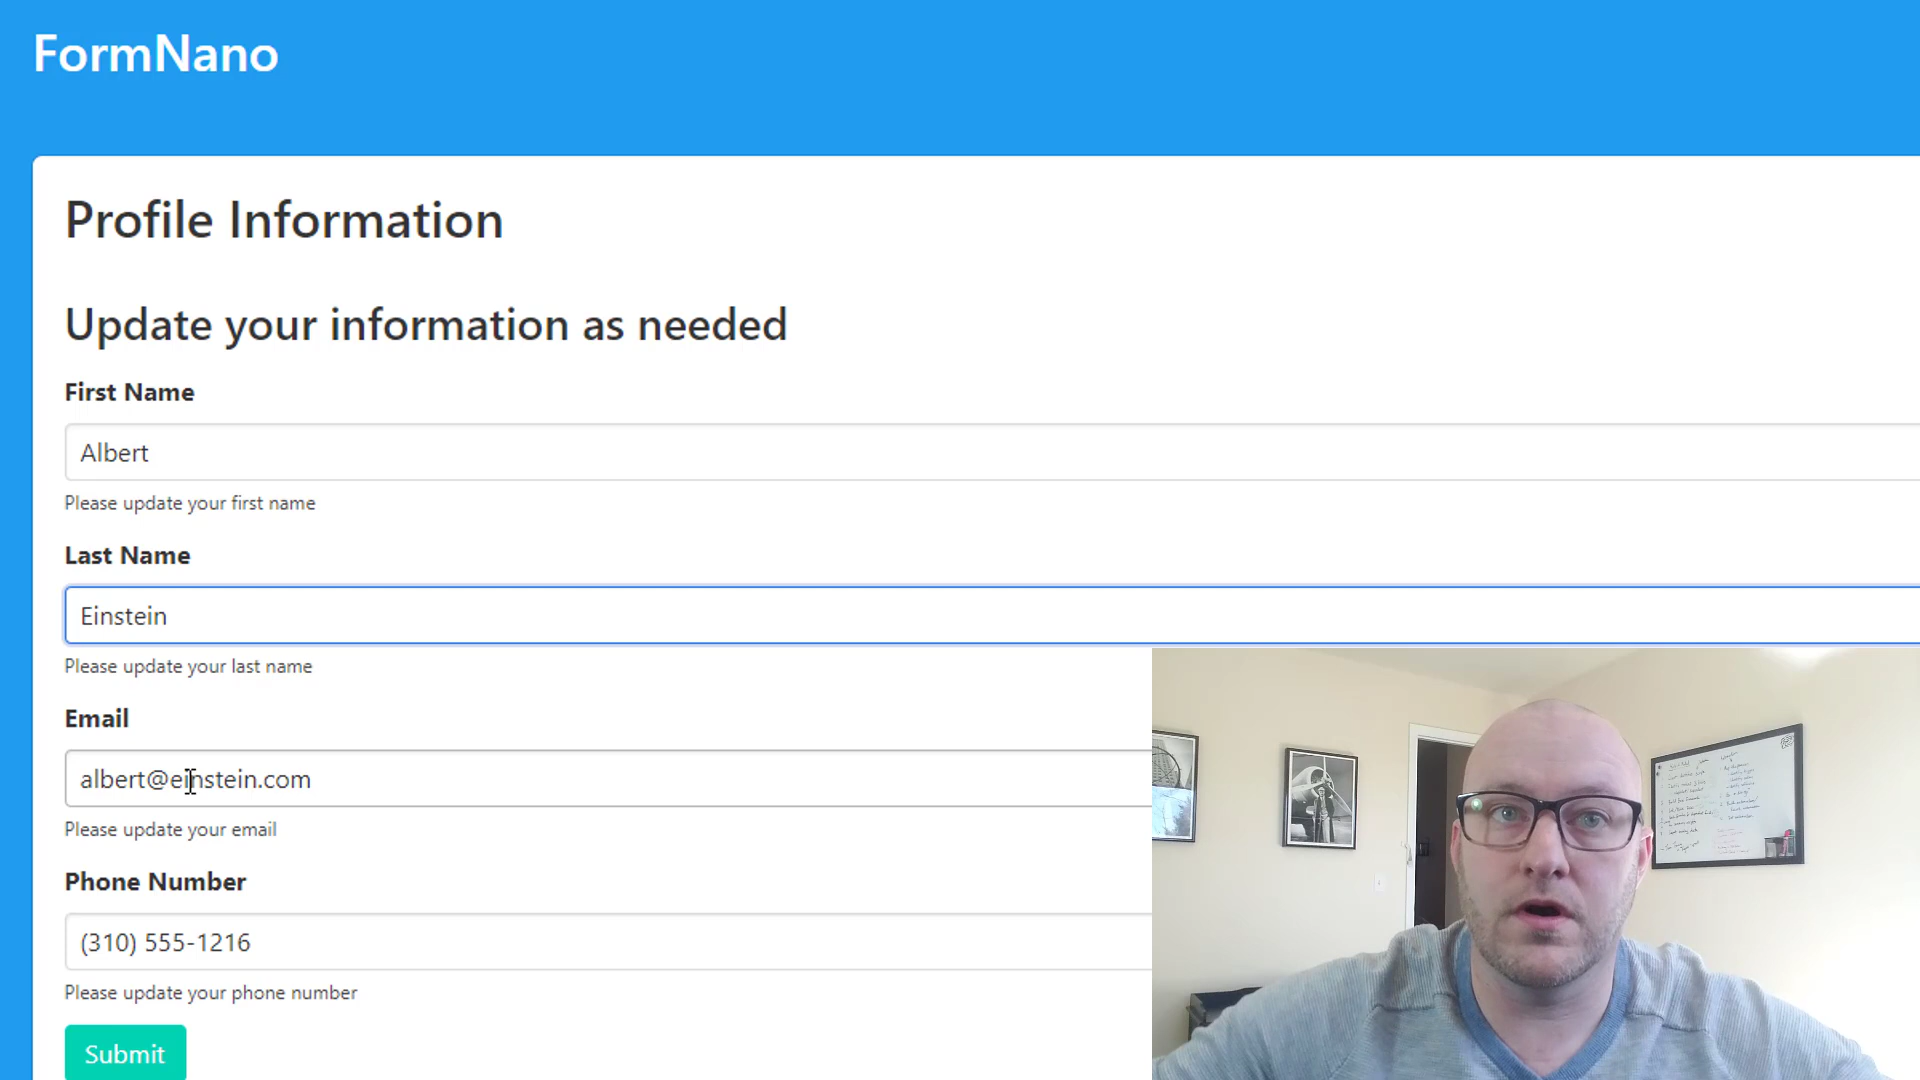 FormNano
Profile Information
Update your information as needed
First Name
Albert
Please update your first name
Last Name
Einstein
Please update your last name
Email
albert@einstein.com
Please update your email
Phone Number
(310) 555-1216
Please update your phone number
Submit